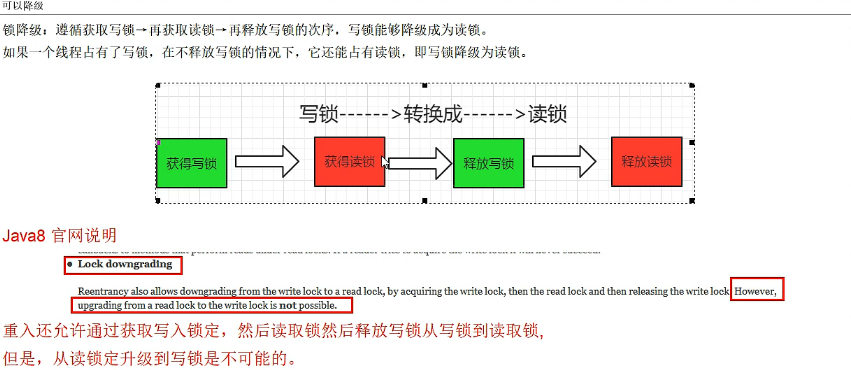 可以降级
锁降级：遵循获取写锁→再获取读锁→再释放写锁的次序，写锁能够降级成为读锁。
如果一个线程占有了写锁，在不释放写锁的情况下，它还能占有读锁，即写锁降级为读锁。
写锁------>转换成------>读锁
获得写锁
获得读锁
释放写锁
释放读锁
Java8 官网说明
Lock downgrading
Reentrancy also allows downgrading from the write lock to a read lock, by acquiring the write lock, then the read lock and then releasing the write lock. However,
upgrading from a read lock to the write lock is not possible.
重入还允许通过获取写入锁定，然后读取锁然后释放写锁从写锁到读取锁,
但是，从读锁定升级到写锁是不可能的。